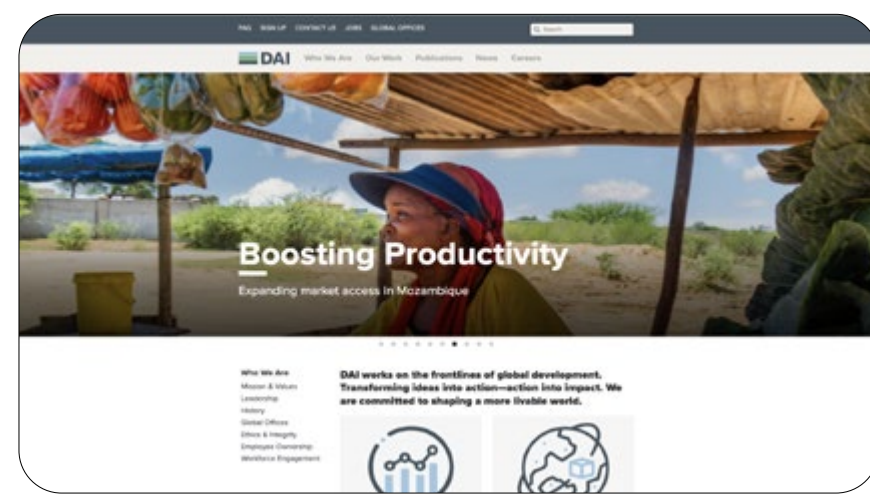 FAQ SIGN UP CONTACT US JOBS GLOBAL OFFICES
Search
DAI Who We Are Our Work Publications News Careers
Boosting Productivity
Expanding market access in Mozambique
Who We Are
Mission & Values
Leadership
History
Global Offices
Ethics & Integrity
Employee Ownership
Workforce Engagement
DAI works on the frontlines of global development.
Transforming ideas into action—action into impact. We
are committed to shaping a more livable world.